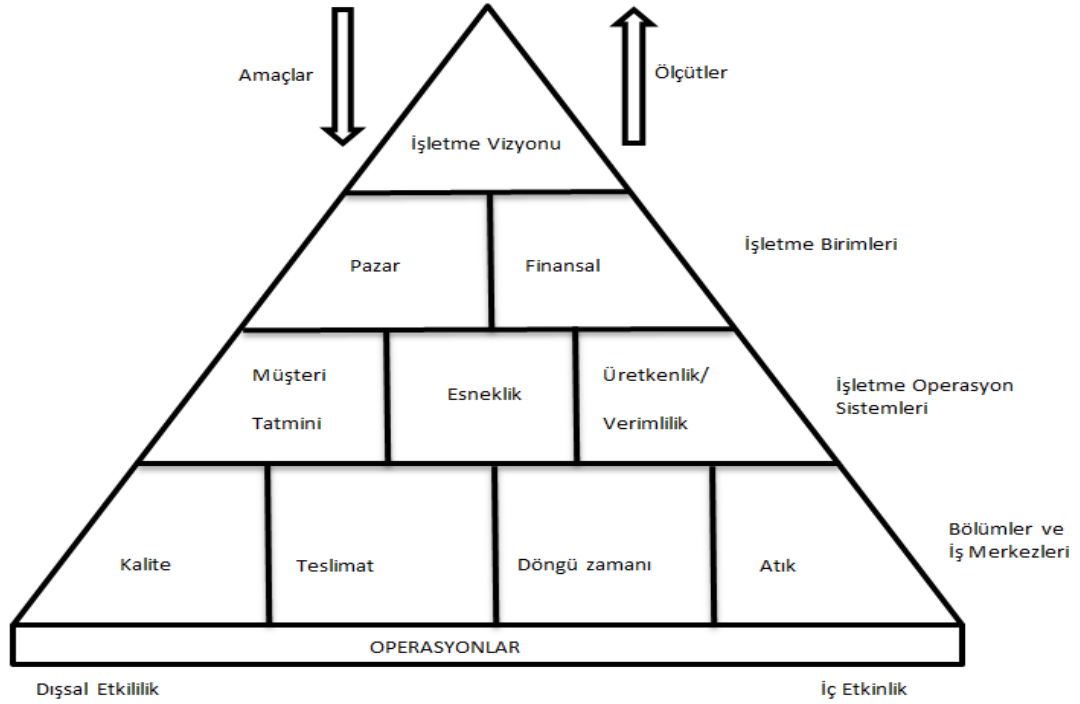 Amaçlar
Ölçütler
İşletme Vizyonu
Pazar
Finansal
İşletme Birimleri
Müşteri
Tatmini
Esneklik
Üretkenlik/
Verimlilik
İşletme Operasyon
Sistemleri
Kalite
Teslimat
Döngü zamanı
Atık
Bölümler ve
İş Merkezleri
OPERASYONLAR
Dışsal Etkililik
İç Etkinlik